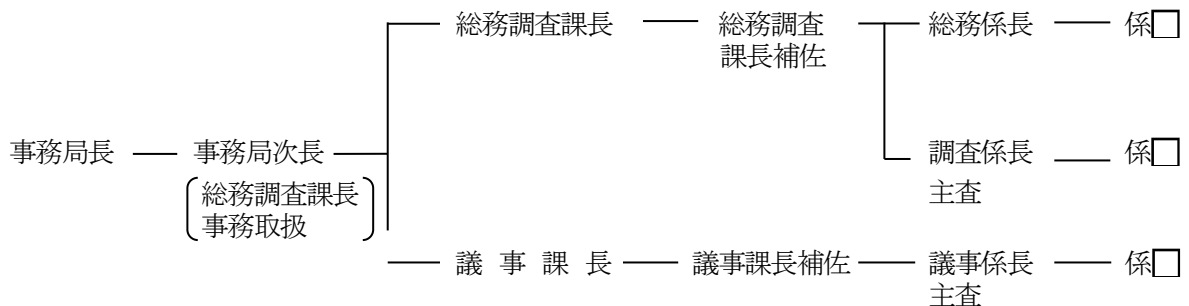 総務調査課長 総務調査 総務係長 係
課長補佐
事務局長 事務局次長 調査係長 係
総務調査課長 主査
事務取扱
議事課長 議事課長補佐 議事係長 係
主査